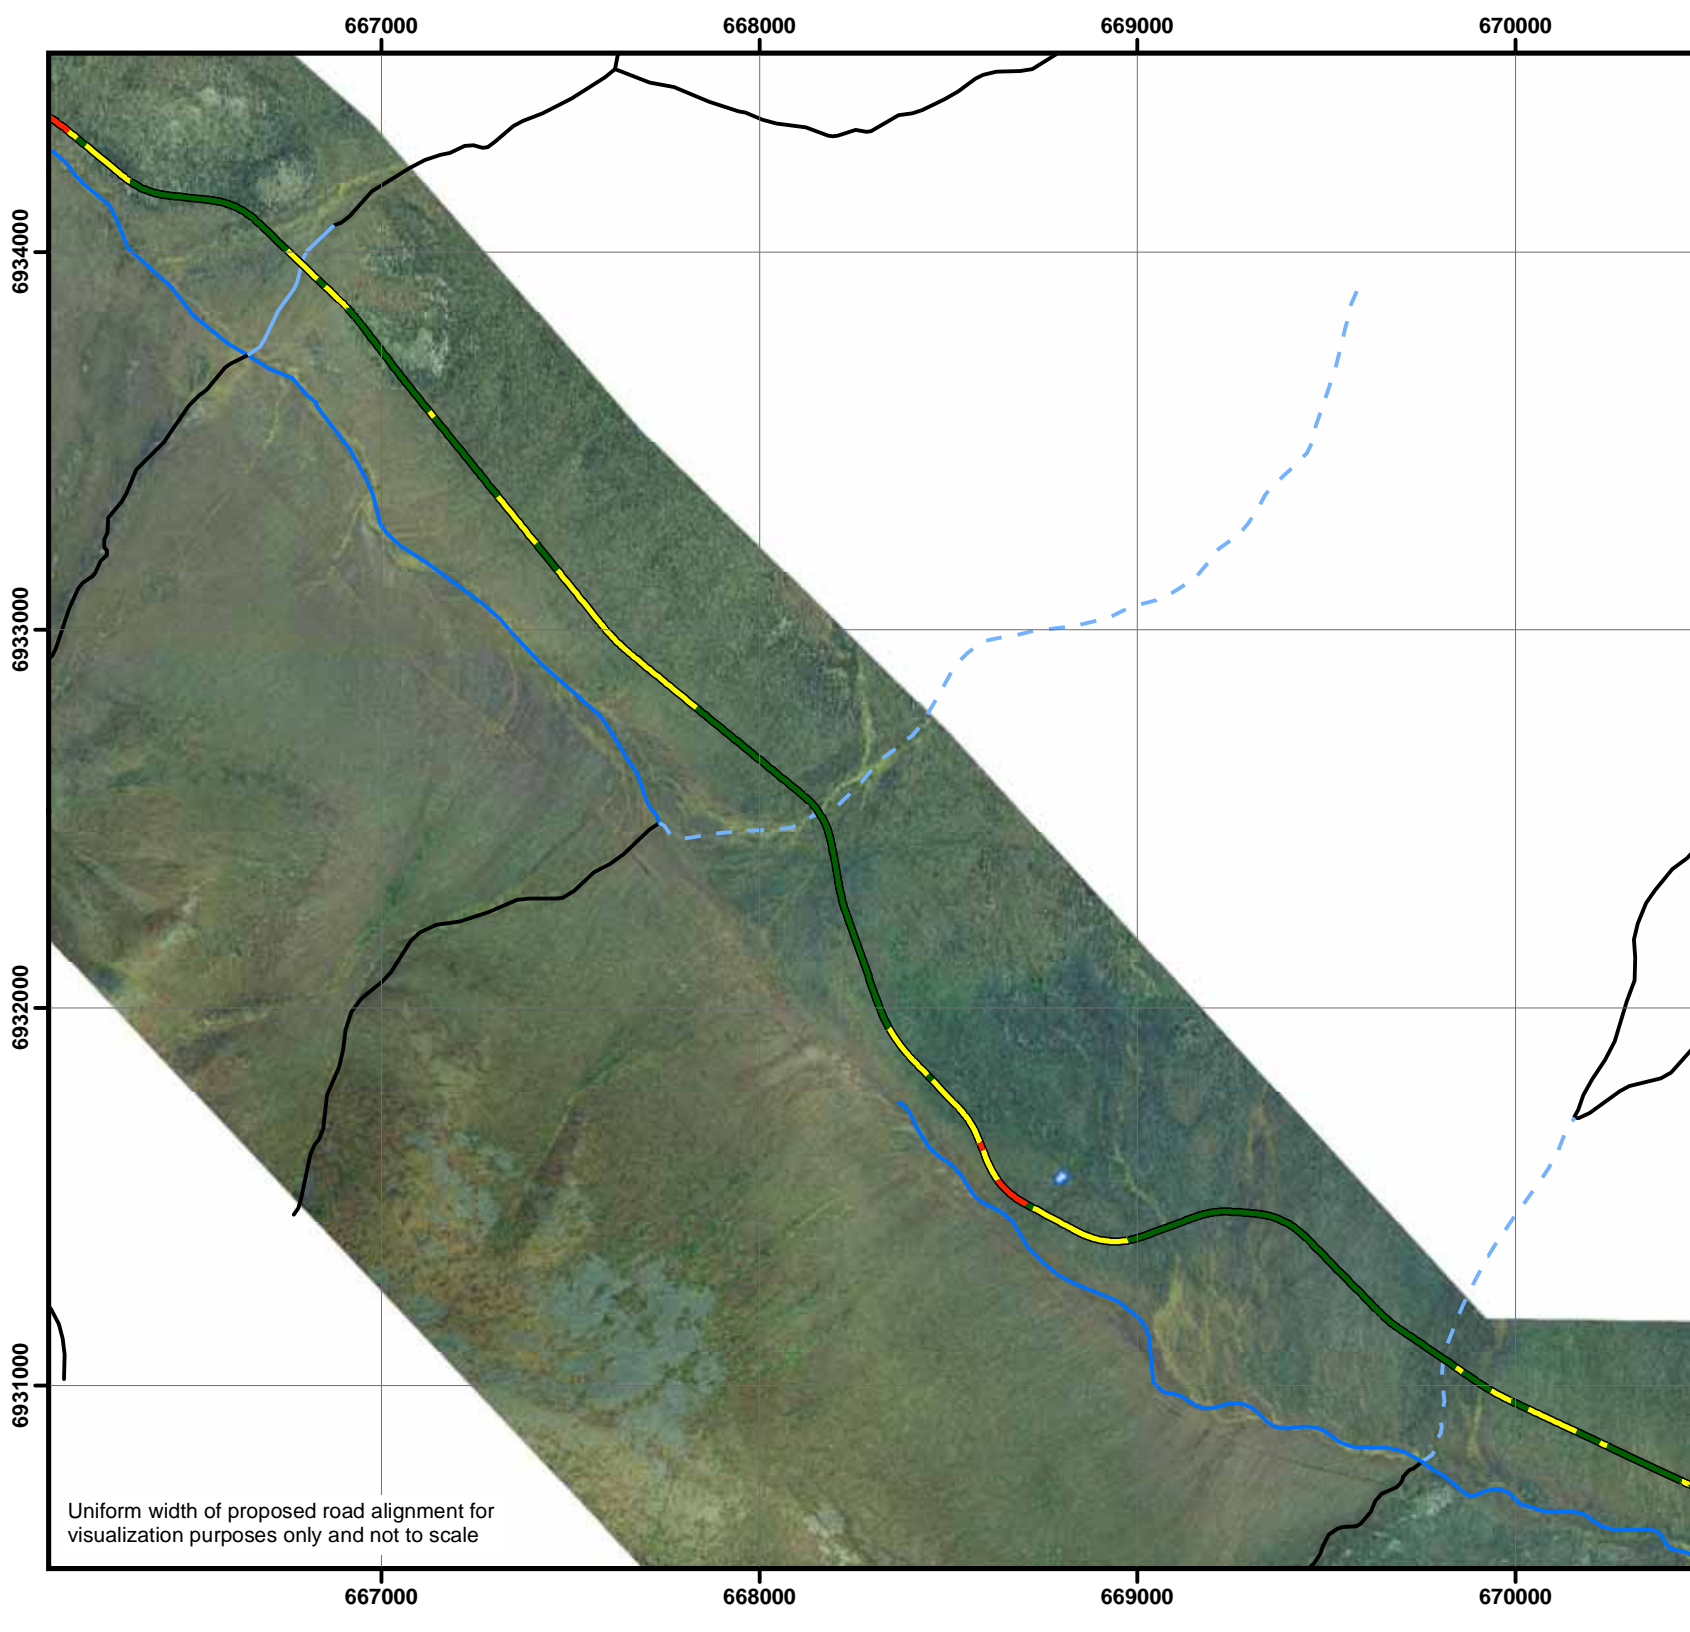 667000 668000 669000 670000
6934000
6933000
6932000
6931000
Uniform width of proposed road alignment for
visualization purposes only and not to scale
667000 668000 669000 670000